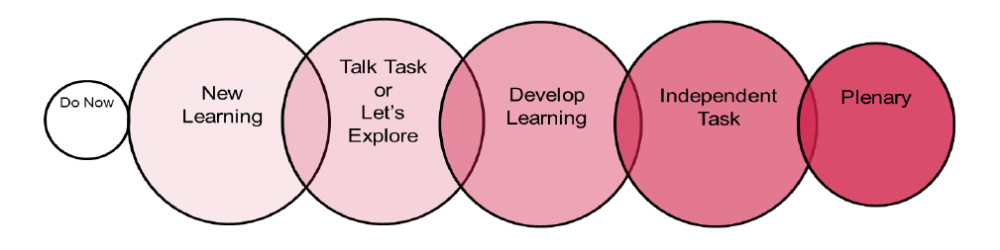 Do Now
New
Learning
Talk Task
or
Let’s
Explore
Develop
Learning
Independent
Task
Plenary